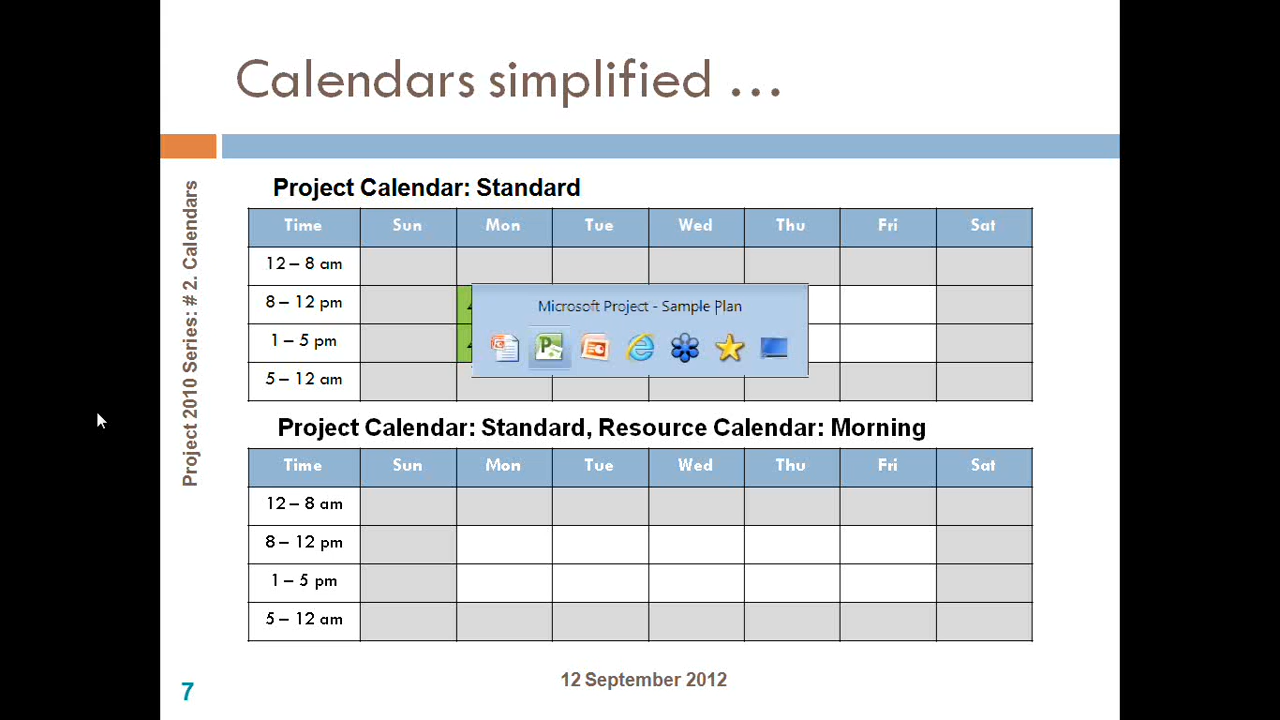 Calendars simplified ...
Project 2010 Series: # 2. Calendars
Project Calendar: Standard
Time Sun Mon Tue Wed Thu Fri Sat
12 – 8 am
8 – 12 pm
Microsoft Project - Sample Plan
1 – 5 pm
5 – 12 am
Project Calendar: Standard, Resource Calendar: Morning
Time Sun Mon Tue Wed Thu Fri Sat
12 – 8 am
8 – 12 pm
1 – 5 pm
5 – 12 am
7
12 September 2012